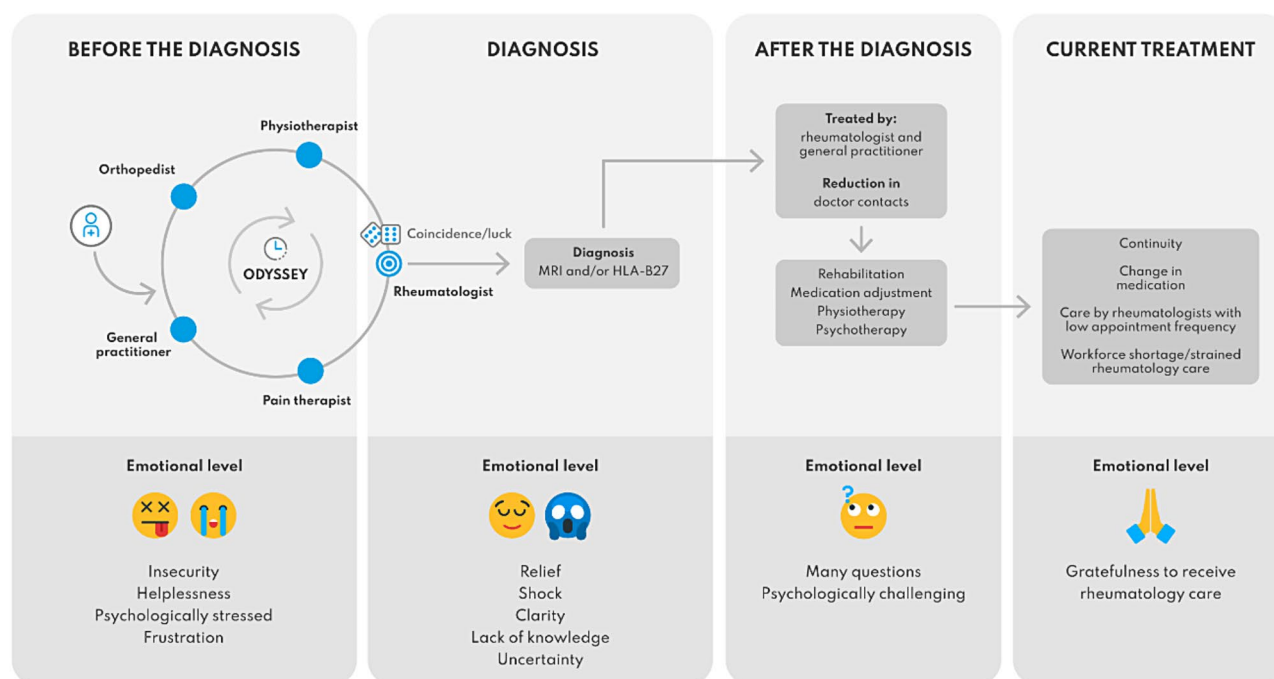 BEFORE THE DIAGNOSIS
Physiotherapist
Orthopedist
ODYSSEY
General
practitioner
Pain therapist
Coincidence/luck
Rheumatologist
Emotional level
Insecurity
Helplessness
Psychologically stressed
Frustration
DIAGNOSIS
Diagnosis
MRI and/or HLA-B27
Emotional level
Relief
Shock
Clarity
Lack of knowledge
Uncertainty
AFTER THE DIAGNOSIS
Treated by:
rheumatologist and
general practitioner
Reduction in
doctor contacts
Rehabilitation
Medication adjustment
Physiotherapy
Psychotherapy
Emotional level
?
Many questions
Psychologically challenging
CURRENT TREATMENT
Continuity
Change in
medication
Care by rheumatologists with
low appointment frequency
Workforce shortage/strained
rheumatology care
Emotional level
Gratefulness to receive
rheumatology care